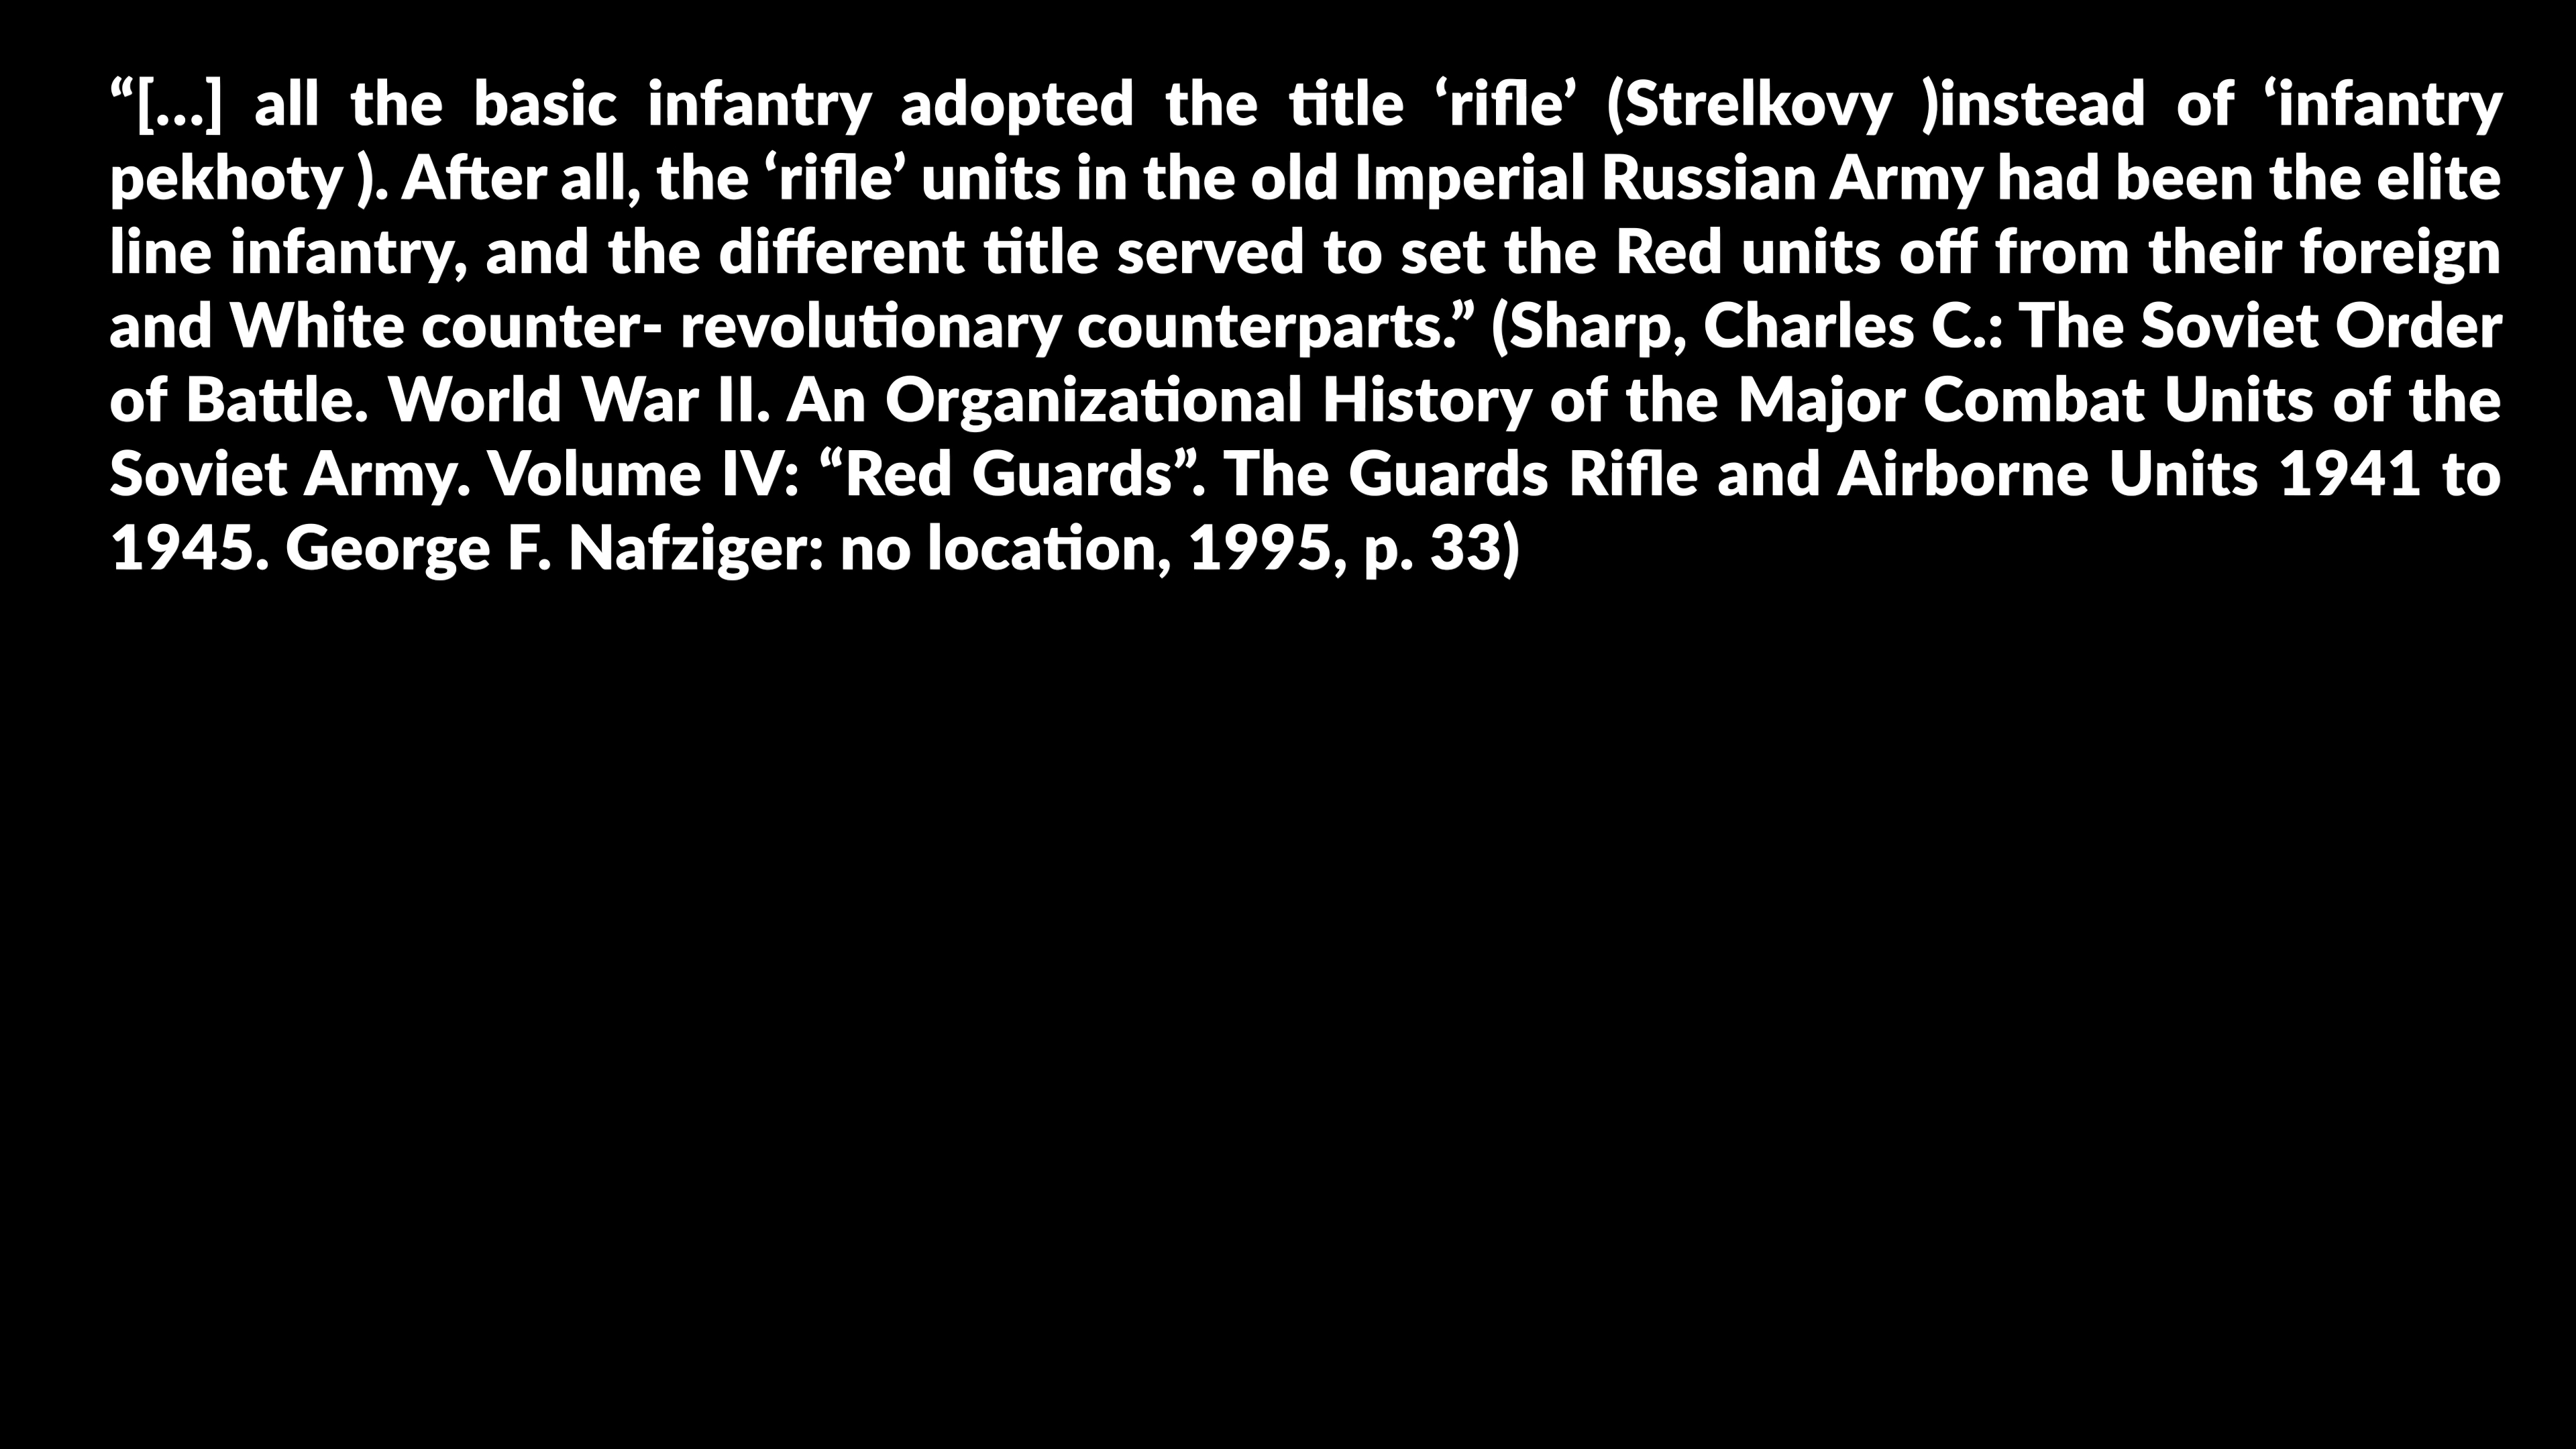 “[…] all the basic infantry adopted the title ‘rifle’ (Strelkovy )instead of ‘infantry
pekhoty ). After all, the ‘rifle’ units in the old Imperial Russian Army had been the elite
line infantry, and the different title served to set the Red units off from their foreign
and White counter- revolutionary counterparts.” (Sharp, Charles C.: The Soviet Order
of Battle. World War II. An Organizational History of the Major Combat Units of the
Soviet Army. Volume IV: “Red Guards”. The Guards Rifle and Airborne Units 1941 to
1945. George F. Nafziger: no location, 1995, p. 33)